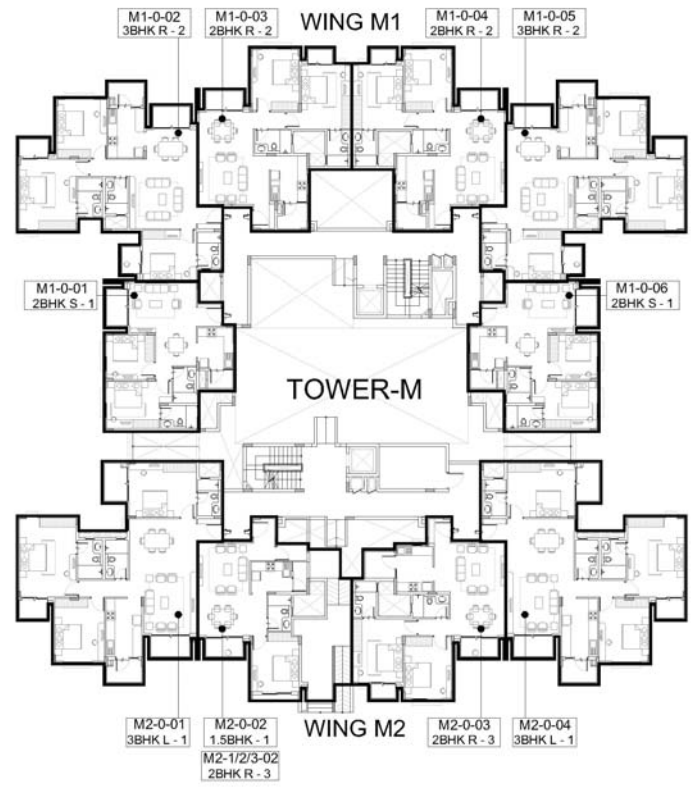 WING M1
M1-0-02
3BHK R - 2
M1-0-03
2BHK R - 2
M1-0-04
2BHK R - 2
M1-0-05
3BHK R - 2
M1-0-01
2BHK S - 1
M1-0-06
2BHK S - 1
TOWER-M
M2-0-01
3BHK L - 1
M2-0-02
1.5BHK - 1
M2-1/2/3-02
2BHK R - 3
WING M2
M2-0-03
2BHK R - 3
M2-0-04
3BHK L - 1